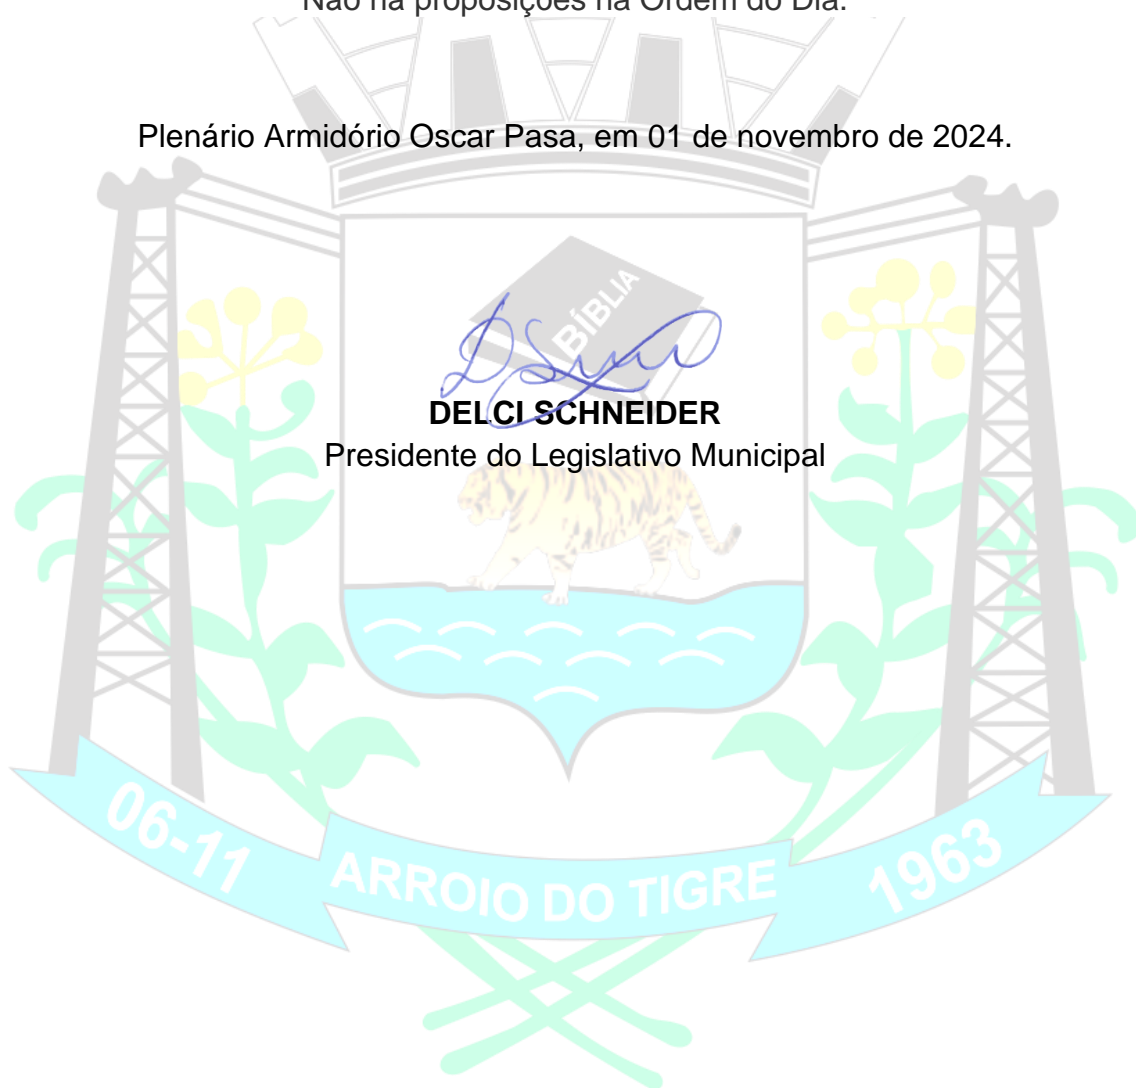 Não há proposições na Ordem do Dia.
Plenário Armidório Oscar Pasa, em 01 de novembro de 2024.
BÍBLIA
DELCI SCHNEIDER
Presidente do Legislativo Municipal
06-11
ARROIO DO TIGRE
1963